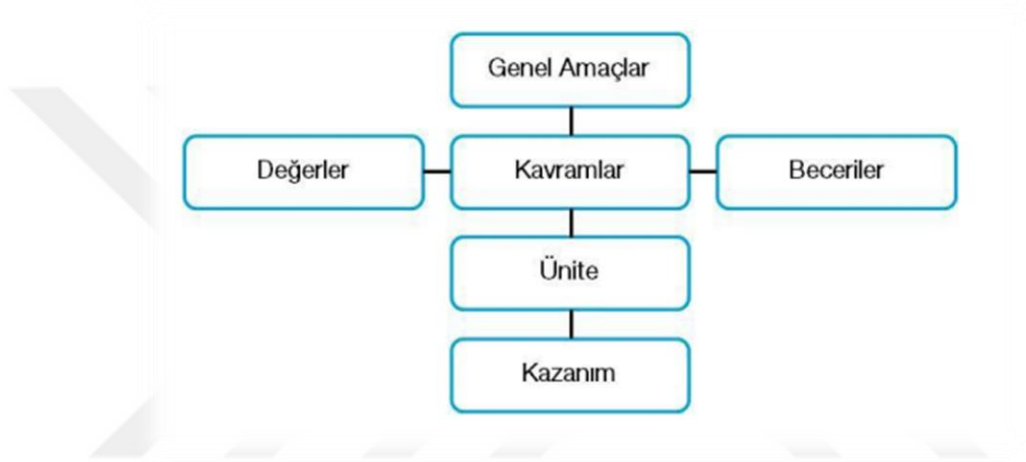 Genel Amaçlar
Değerler
Kavramlar
Beceriler
Ünite
Kazanım